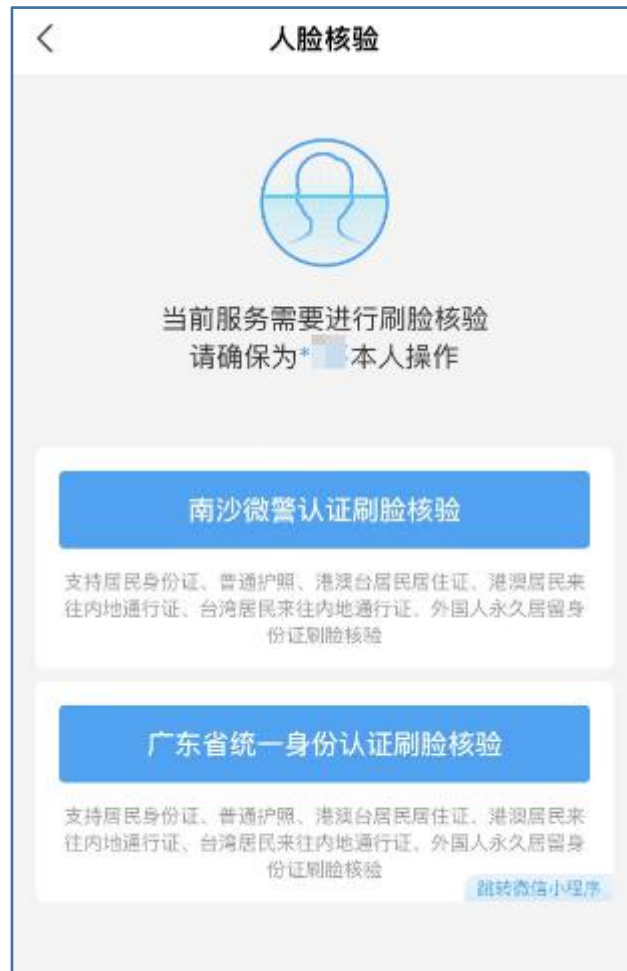 人脸核验
当前服务需要进行刷脸核验
请确保为* 本人操作
南沙微警认证刷脸核验
支持居民身份证、普通护照、港澳台居民居住证、港澳居民来
往内地通行证、台湾居民来往内地通行证、外国人永久居留身
份证刷脸核验
广东省统一身份认证刷脸核验
支持居民身份证、普通护照、港澳台居民居住证、港澳居民来
往内地通行证、台湾居民来往内地通行证、外国人永久居留身
份证刷脸核验
跳转微信小程序